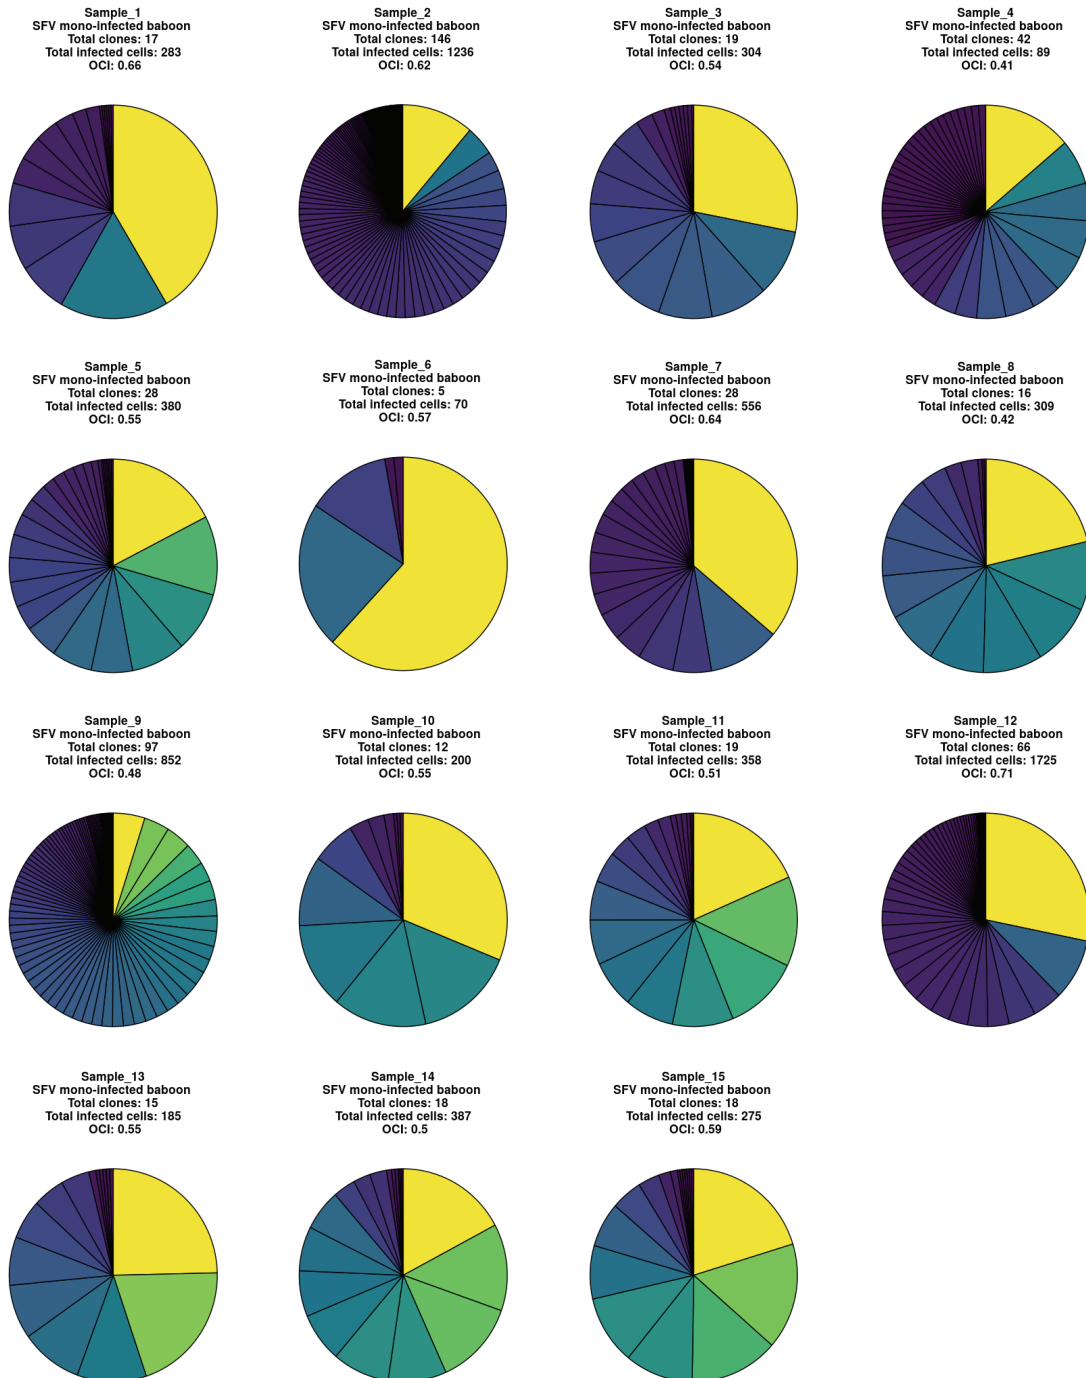 Sample_1
SFV mono-infected baboon
Total clones: 17
Total infected cells: 283
OCI: 0.66
Sample_2
SFV mono-infected baboon
Total clones: 146
Total infected cells: 1236
OCI: 0.62
Sample_3
SFV mono-infected baboon
Total clones: 19
Total infected cells: 304
OCI: 0.54
Sample_4
SFV mono-infected baboon
Total clones: 42
Total infected cells: 89
OCI: 0.41
Sample_5
SFV mono-infected baboon
Total clones: 28
Total infected cells: 380
OCI: 0.55
Sample_6
SFV mono-infected baboon
Total clones: 5
Total infected cells: 70
OCI: 0.57
Sample_7
SFV mono-infected baboon
Total clones: 28
Total infected cells: 556
OCI: 0.64
Sample_8
SFV mono-infected baboon
Total clones: 16
Total infected cells: 309
OCI: 0.42
Sample_9
SFV mono-infected baboon
Total clones: 97
Total infected cells: 852
OCI: 0.48
Sample_10
SFV mono-infected baboon
Total clones: 12
Total infected cells: 200
OCI: 0.55
Sample_11
SFV mono-infected baboon
Total clones: 19
Total infected cells: 358
OCI: 0.51
Sample_12
SFV mono-infected baboon
Total clones: 66
Total infected cells: 1725
OCI: 0.71
Sample_13
SFV mono-infected baboon
Total clones: 15
Total infected cells: 185
OCI: 0.55
Sample_14
SFV mono-infected baboon
Total clones: 18
Total infected cells: 387
OCI: 0.5
Sample_15
SFV mono-infected baboon
Total clones: 18
Total infected cells: 275
OCI: 0.59